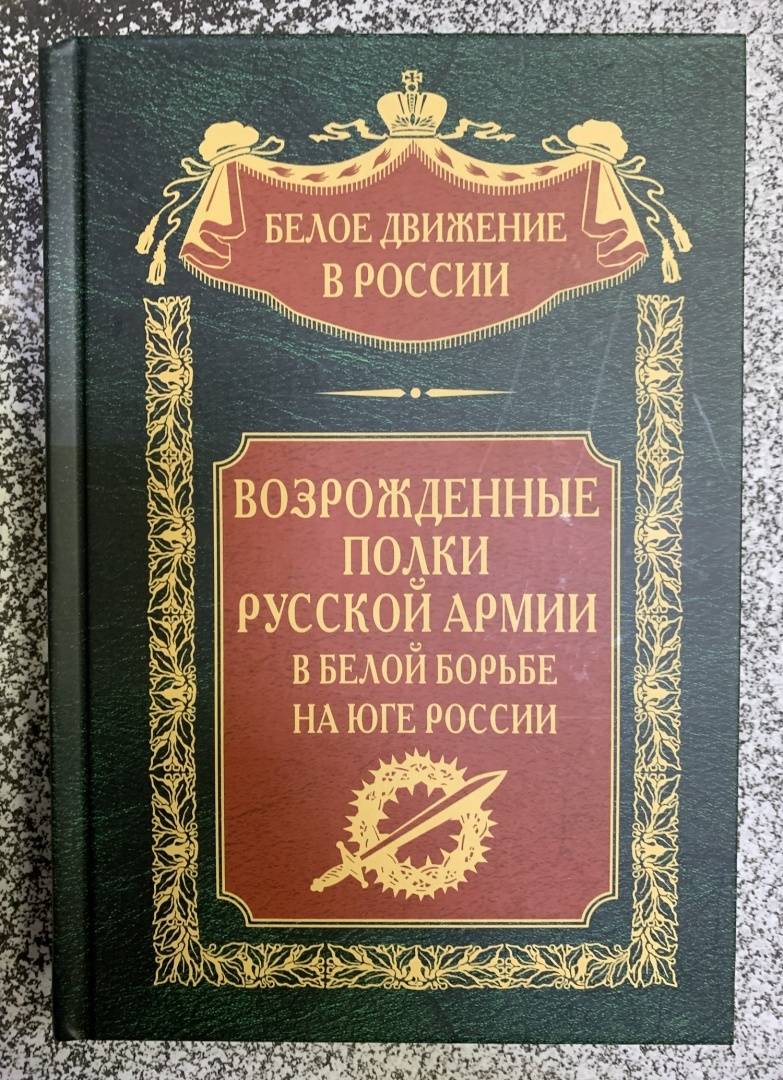 БЕЛОЕ ДВИЖЕНИЕ
В РОССИИ
ВОЗРОЖДЕННЫЕ
ПОЛКИ
РУССКОЙ АРМИИ
В БЕЛОЙ БОРЬБЕ
НА ЮГЕ РОССИИ